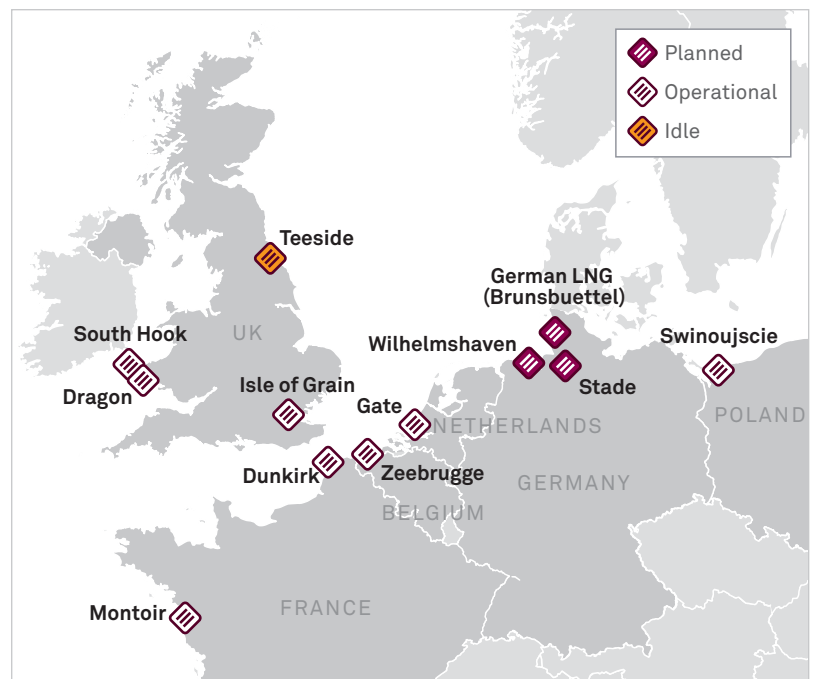 Planned
Operational
Idle
Teeside
German LNG
(Brunsbuettel)
South Hook
UK
Wilhelmshaven
Swinoujscie
Dragon
Isle of Grain
Stade
Gate
POLAND
NETHERLANDS
Dunkirk
Zeebrugge
GERMANY
BELGIUM
Montoir
FRANCE